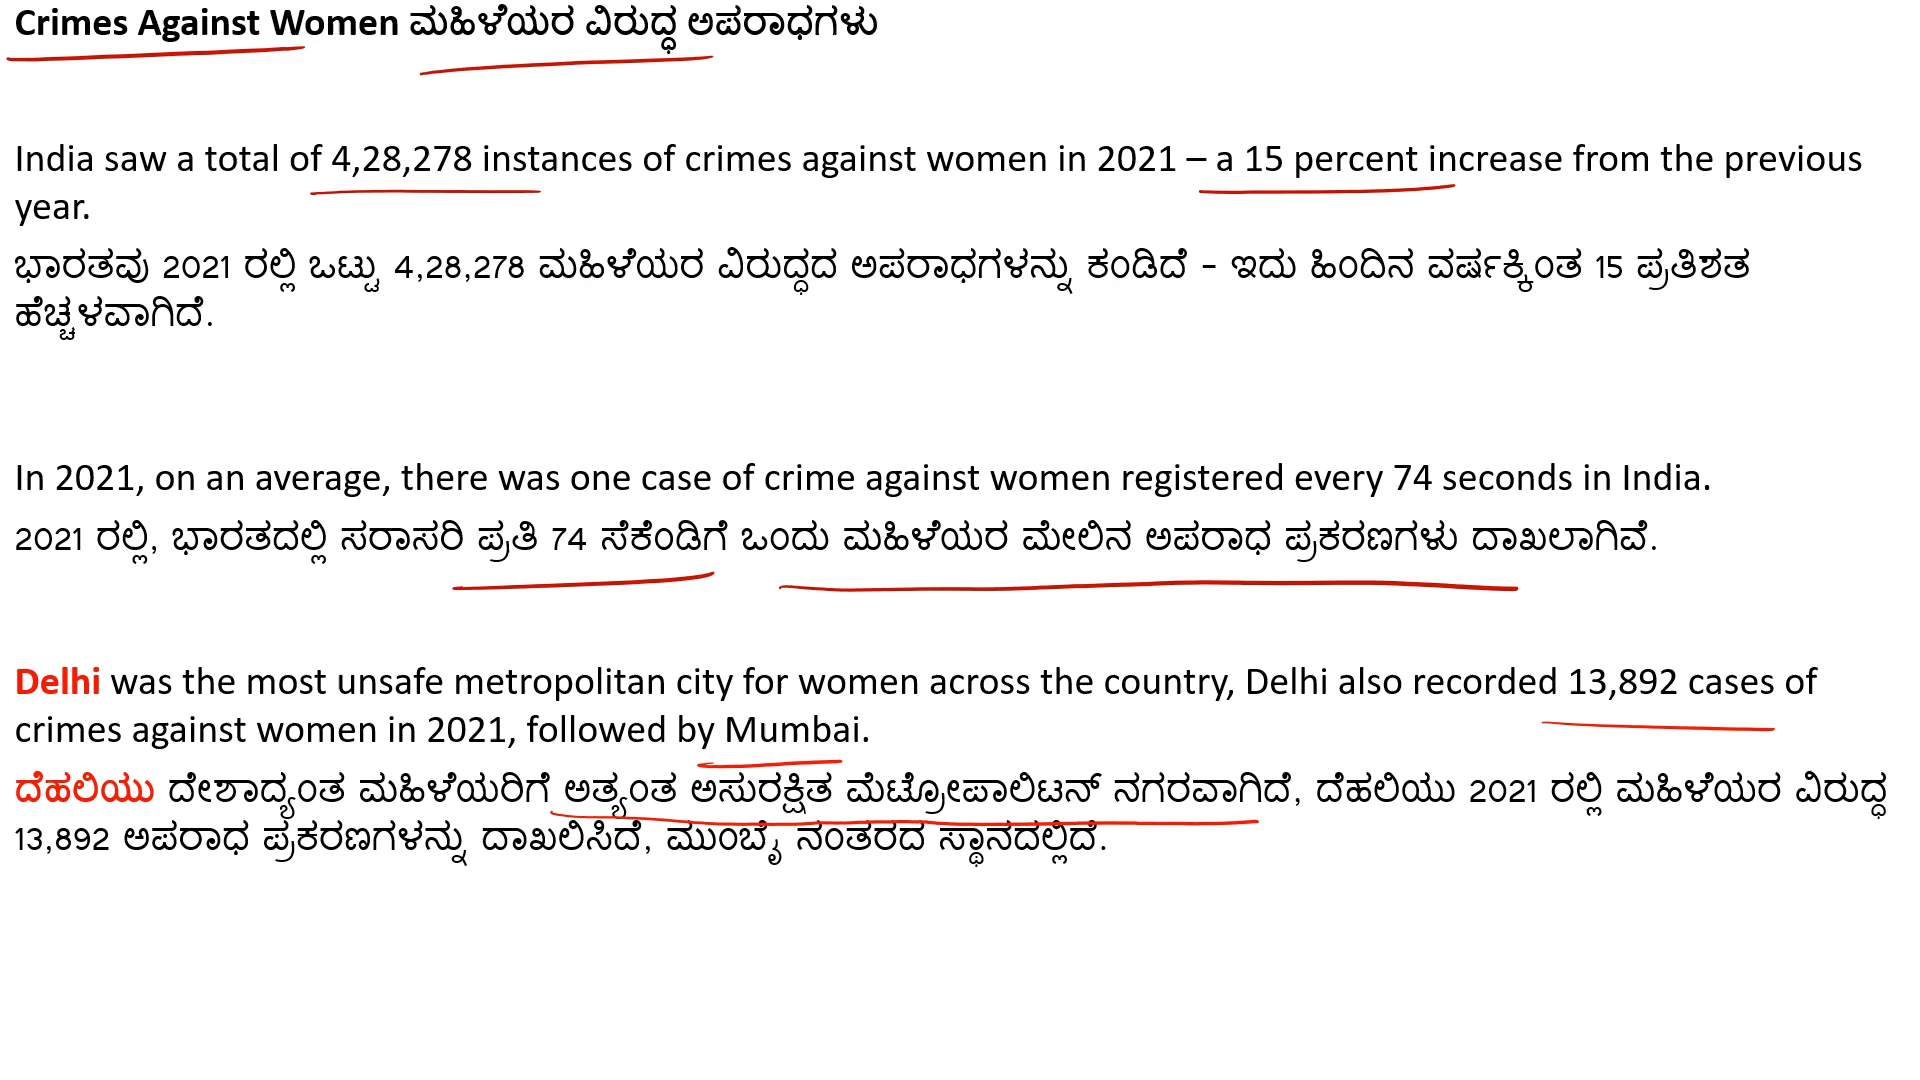 Crimes Against Women ಮಹಿಳೆಯರ ವಿರುದ್ಧ ಅಪರಾಧಗಳು
India saw a total of 4,28,278 instances of crimes against women in 2021 – a 15 percent increase from the previous
year.
ಭಾರತವು 2021 ರಲ್ಲಿ ಒಟ್ಟು 4,28,278 ಮಹಿಳೆಯರ ವಿರುದ್ಧದ ಅಪರಾಧಗಳನ್ನು ಕಂಡಿದೆ – ಇದು ಹಿಂದಿನ ವರ್ಷಕ್ಕಿಂತ 15 ಪ್ರತಿಶತ
ಹೆಚ್ಚಳವಾಗಿದೆ.
In 2021, on an average, there was one case of crime against women registered every 74 seconds in India.
2021 ರಲ್ಲಿ, ಭಾರತದಲ್ಲಿ ಸರಾಸರಿ ಪ್ರತಿ 74 ಸೆಕೆಂಡಿಗೆ ಒಂದು ಮಹಿಳೆಯರ ಮೇಲಿನ ಅಪರಾಧ ಪ್ರಕರಣಗಳು ದಾಖಲಾಗಿವೆ.
Delhi was the most unsafe metropolitan city for women across the country, Delhi also recorded 13,892 cases of
crimes against women in 2021, followed by Mumbai.
ದೆಹಲಿಯು ದೇಶಾದ್ಯಂತ ಮಹಿಳೆಯರಿಗೆ ಅತ್ಯಂತ ಅಸುರಕ್ಷಿತ ಮೆಟ್ರೋಪಾಲಿಟನ್ ನಗರವಾಗಿದೆ, ದೆಹಲಿಯು 2021 ರಲ್ಲಿ ಮಹಿಳೆಯರ ವಿರುದ್ಧ
13,892 ಅಪರಾಧ ಪ್ರಕರಣಗಳನ್ನು ದಾಖಲಿಸಿದೆ, ಮುಂಬೈ ನಂತರದ ಸ್ಥಾನದಲ್ಲಿದೆ.